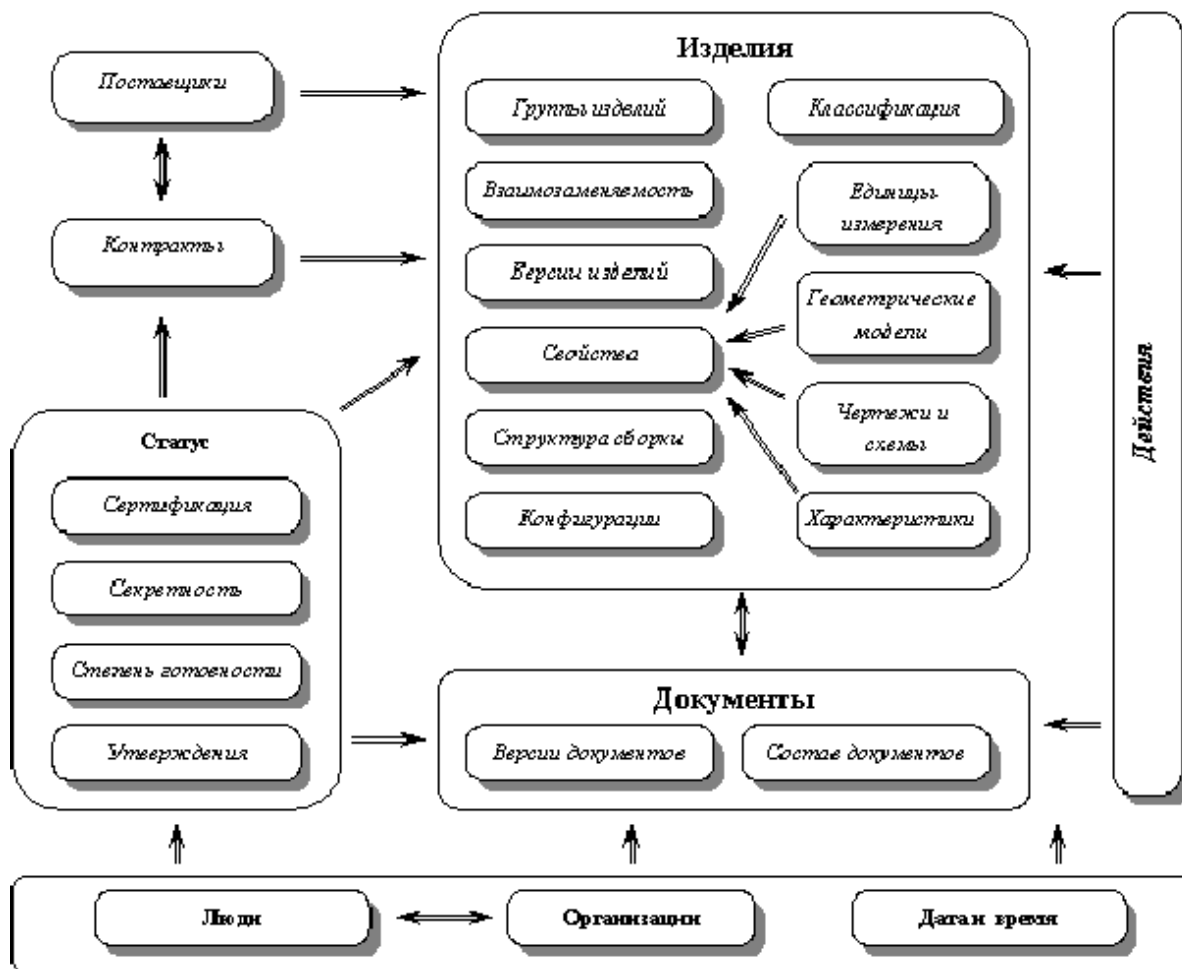 Поставщики
Контракты
Изделия
Группы изделий
Классификация
Взаимозаменяемость
Единицы
измерения
Версии изделий
Геометрические
модели
Свойства
Чертежи и
схемы
Структура сборки
Конфигурации
Характеристики
Действия
Статус
Сертификация
Секретность
Степень готовности
Утверждения
Документы
Версии документов
Состав документов
Люди
Организации
Дата и время